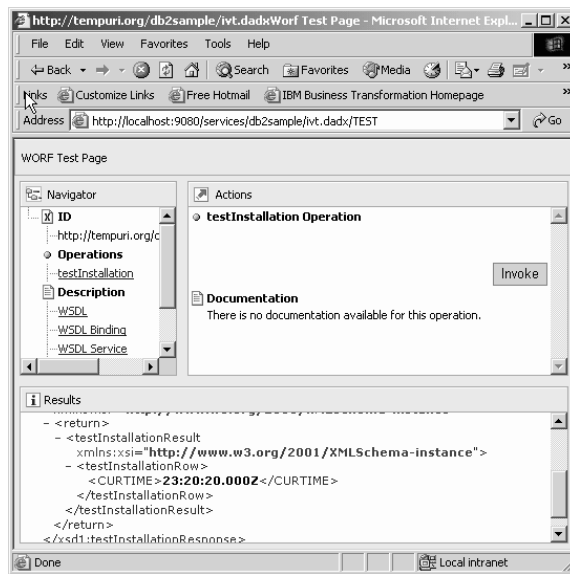 http://tempuri.org/db2sample/ivt.dadxWorf Test Page - Microsoft Internet Expl...
File Edit View Favorites Tools Help
Back Search Favorites Media »
Links Customize Links Free Hotmail IBM Business Transformation Homepage »
Address http://localhost:9080/services/db2sample/ivt.dadx/TEST Go
WORF Test Page
Navigator
ID
http://tempuri.org/c
Operations
testInstallation
Description
WSDL
WSDL Binding
WSDL Service
Actions
testInstallation Operation
Invoke
Documentation
There is no documentation available for this operation.
Results
- <return>
- <testInstallationResult
xmlns:xsi="http://www.w3.org/2001/XMLSchema-instance">
- <testInstallationRow>
<CURTIME>23:20:20.000Z</CURTIME>
</testInstallationRow>
</testInstallationResult>
</return>
</xsd1:testInstallationResponse>
Done Local intranet